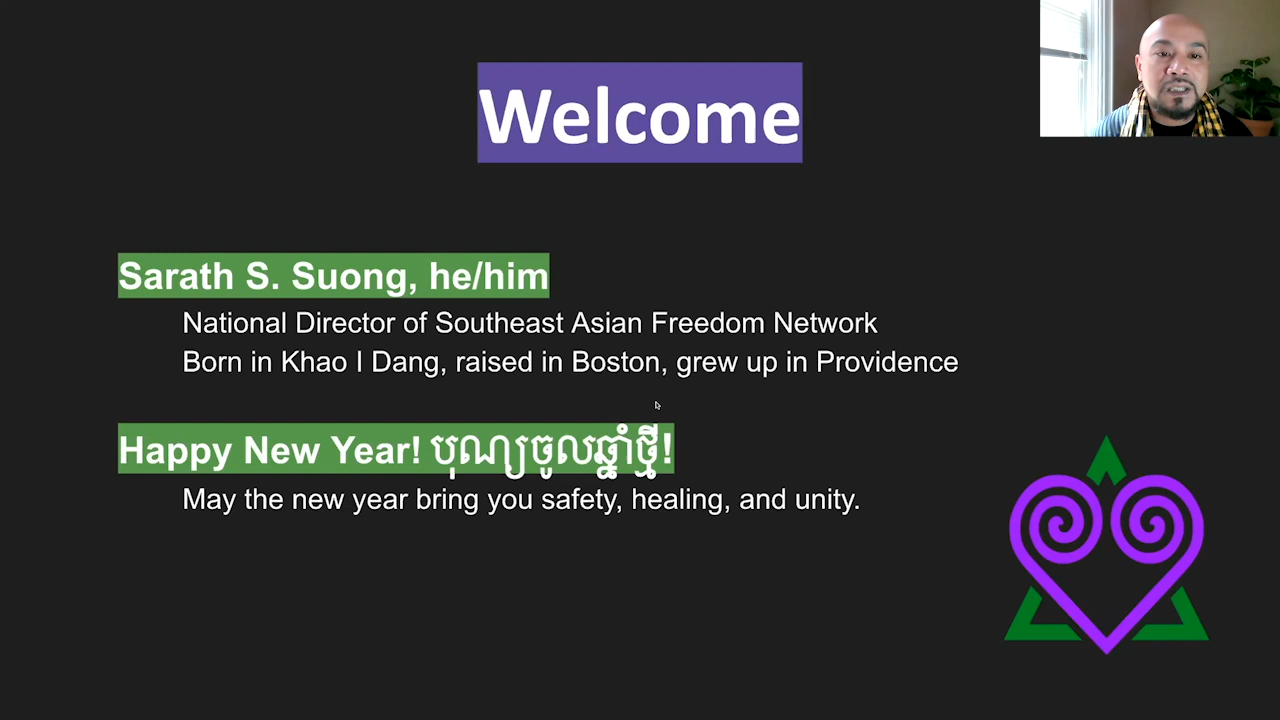 Welcome
Sarath S. Suong, he/him
National Director of Southeast Asian Freedom Network
Born in Khao I Dang, raised in Boston, grew up in Providence
Happy New Year! បុណ្យចូលឆ្នាំថ្មី!
May the new year bring you safety, healing, and unity.